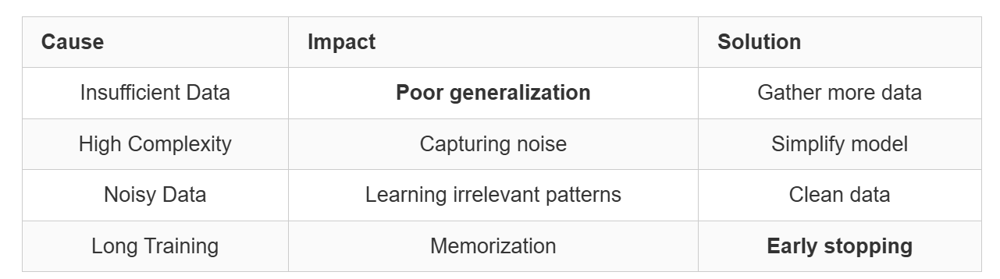 Cause Impact Solution
Insufficient Data Poor generalization Gather more data
High Complexity Capturing noise Simplify model
Noisy Data Learning irrelevant patterns Clean data
Long Training Memorization Early stopping